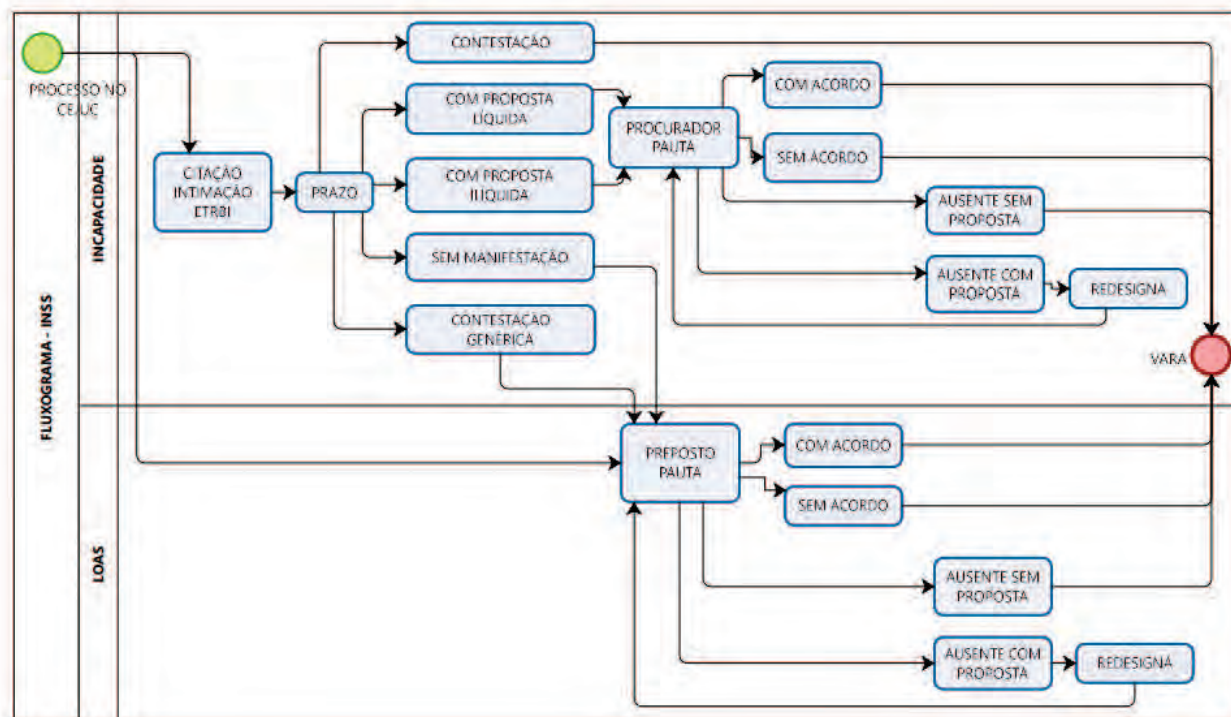 FLUXOGRAMA - INSS
INCAPACIDADE
LOAS
PROCESSO NO
CEJUC
CITAÇÃO
INTIMAÇÃO
PRAZO
CONTESTAÇÃO
COM PROPOSTA
LÍQUIDA
COM PROPOSTA
ILÍQUIDA
SEM MANIFESTAÇÃO
CONTESTAÇÃO
GENÉRICA
PROCURADOR
PAUTA
COM ACORDO
SEM ACORDO
AUSENTE SEM
PROPOSTA
AUSENTE COM
PROPOSTA
REDESIGNA
VARA
PREPOSTO
PAUTA
COM ACORDO
SEM ACORDO
AUSENTE SEM
PROPOSTA
AUSENTE COM
PROPOSTA
REDESIGNA